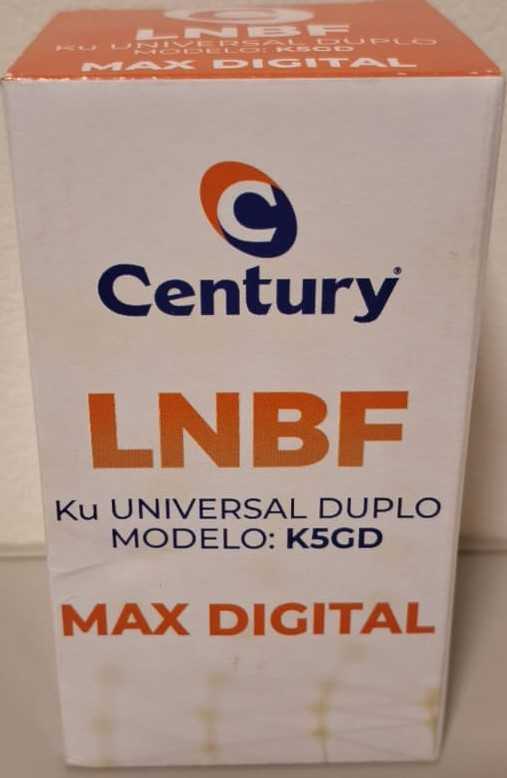 LNBF
Ku UNIVERSAL DUPLO
MODELO: K5GD
MAX DIGITAL
C
Century®
LNBF
Ku UNIVERSAL DUPLO
MODELO: K5GD
MAX DIGITAL